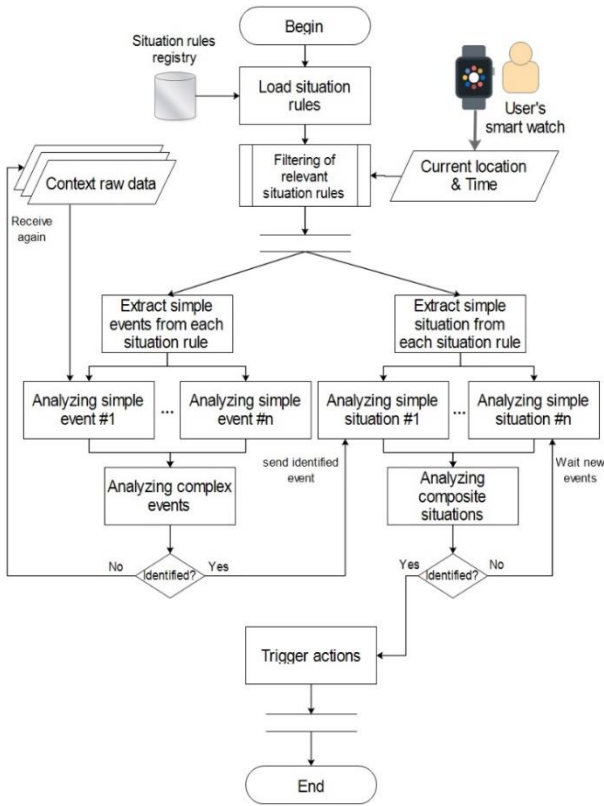 Begin
Situation rules
registry
Load situation
rules
User's
smart watch
Filtering of
relevant
situation rules
Current location
& Time
Context raw data
Receive
again
Extract simple
events from each
situation rule
Extract simple
situation from
each situation rule
Analyzing simple
event #1
...
Analyzing simple
event #n
Analyzing simple
situation #1
...
Analyzing simple
situation #n
send identified
event
Wait new
events
Analyzing complex
events
Analyzing
composite
situations
No
Identified?
Yes
Yes
Identified?
No
Trigger actions
End